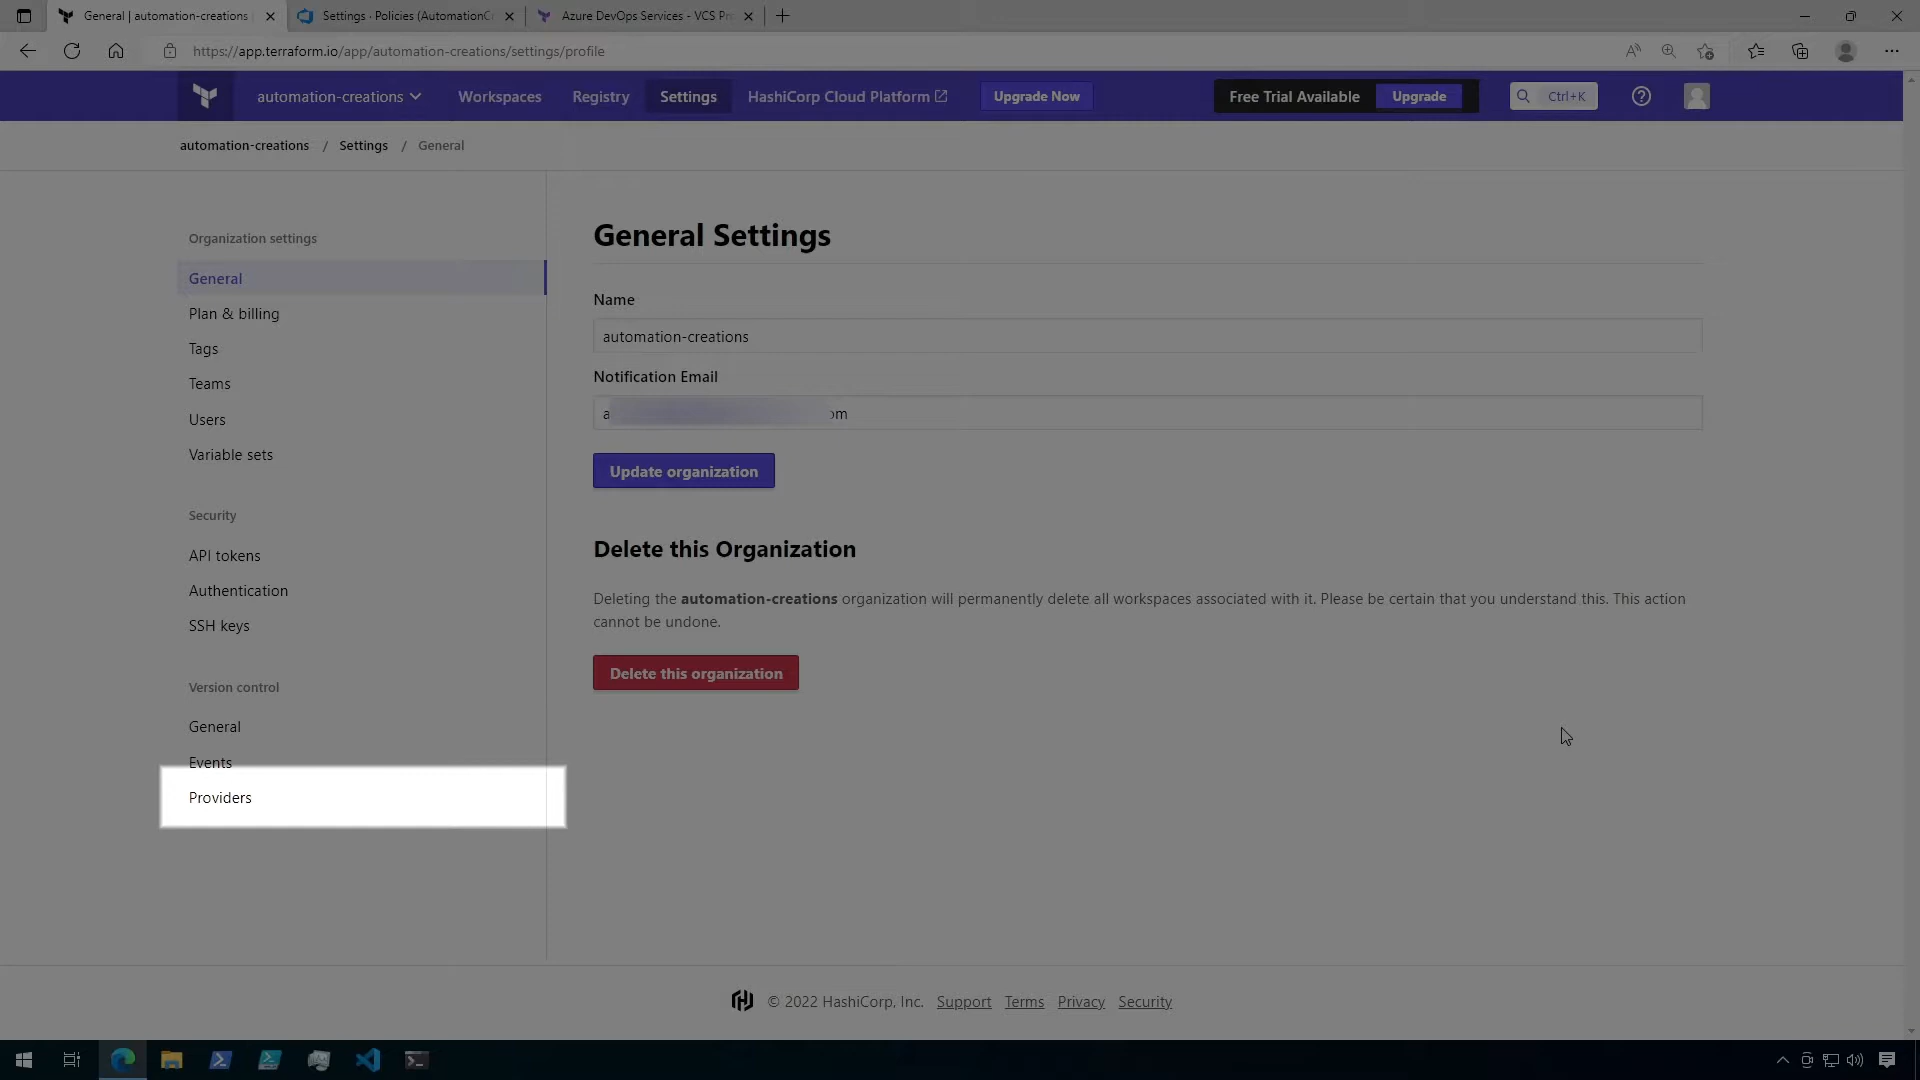 General | automation-creations
Settings · Policies (AutomationCr
Azure DevOps Services - VCS Pr
https://app.terraform.io/app/automation-creations/settings/profile
automation-creations
Workspaces
Registry
Settings
HashiCorp Cloud Platform
Upgrade Now
Free Trial Available
Upgrade
Ctrl+K
automation-creations / Settings / General
Organization settings
General
Plan & billing
Tags
Teams
Users
Variable sets
Security
API tokens
Authentication
SSH keys
Version control
General
Events
Providers
General Settings
Name
automation-creations
Notification Email
a om
Update organization
Delete this Organization
Deleting the automation-creations organization will permanently delete all workspaces associated with it. Please be certain that you understand this. This action
cannot be undone.
Delete this organization
© 2022 HashiCorp, Inc. Support Terms Privacy Security